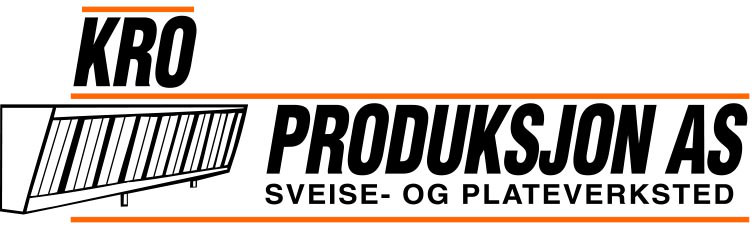 KRO
PRODUKSJON AS
SVEISE- OG PLATEVERKSTED